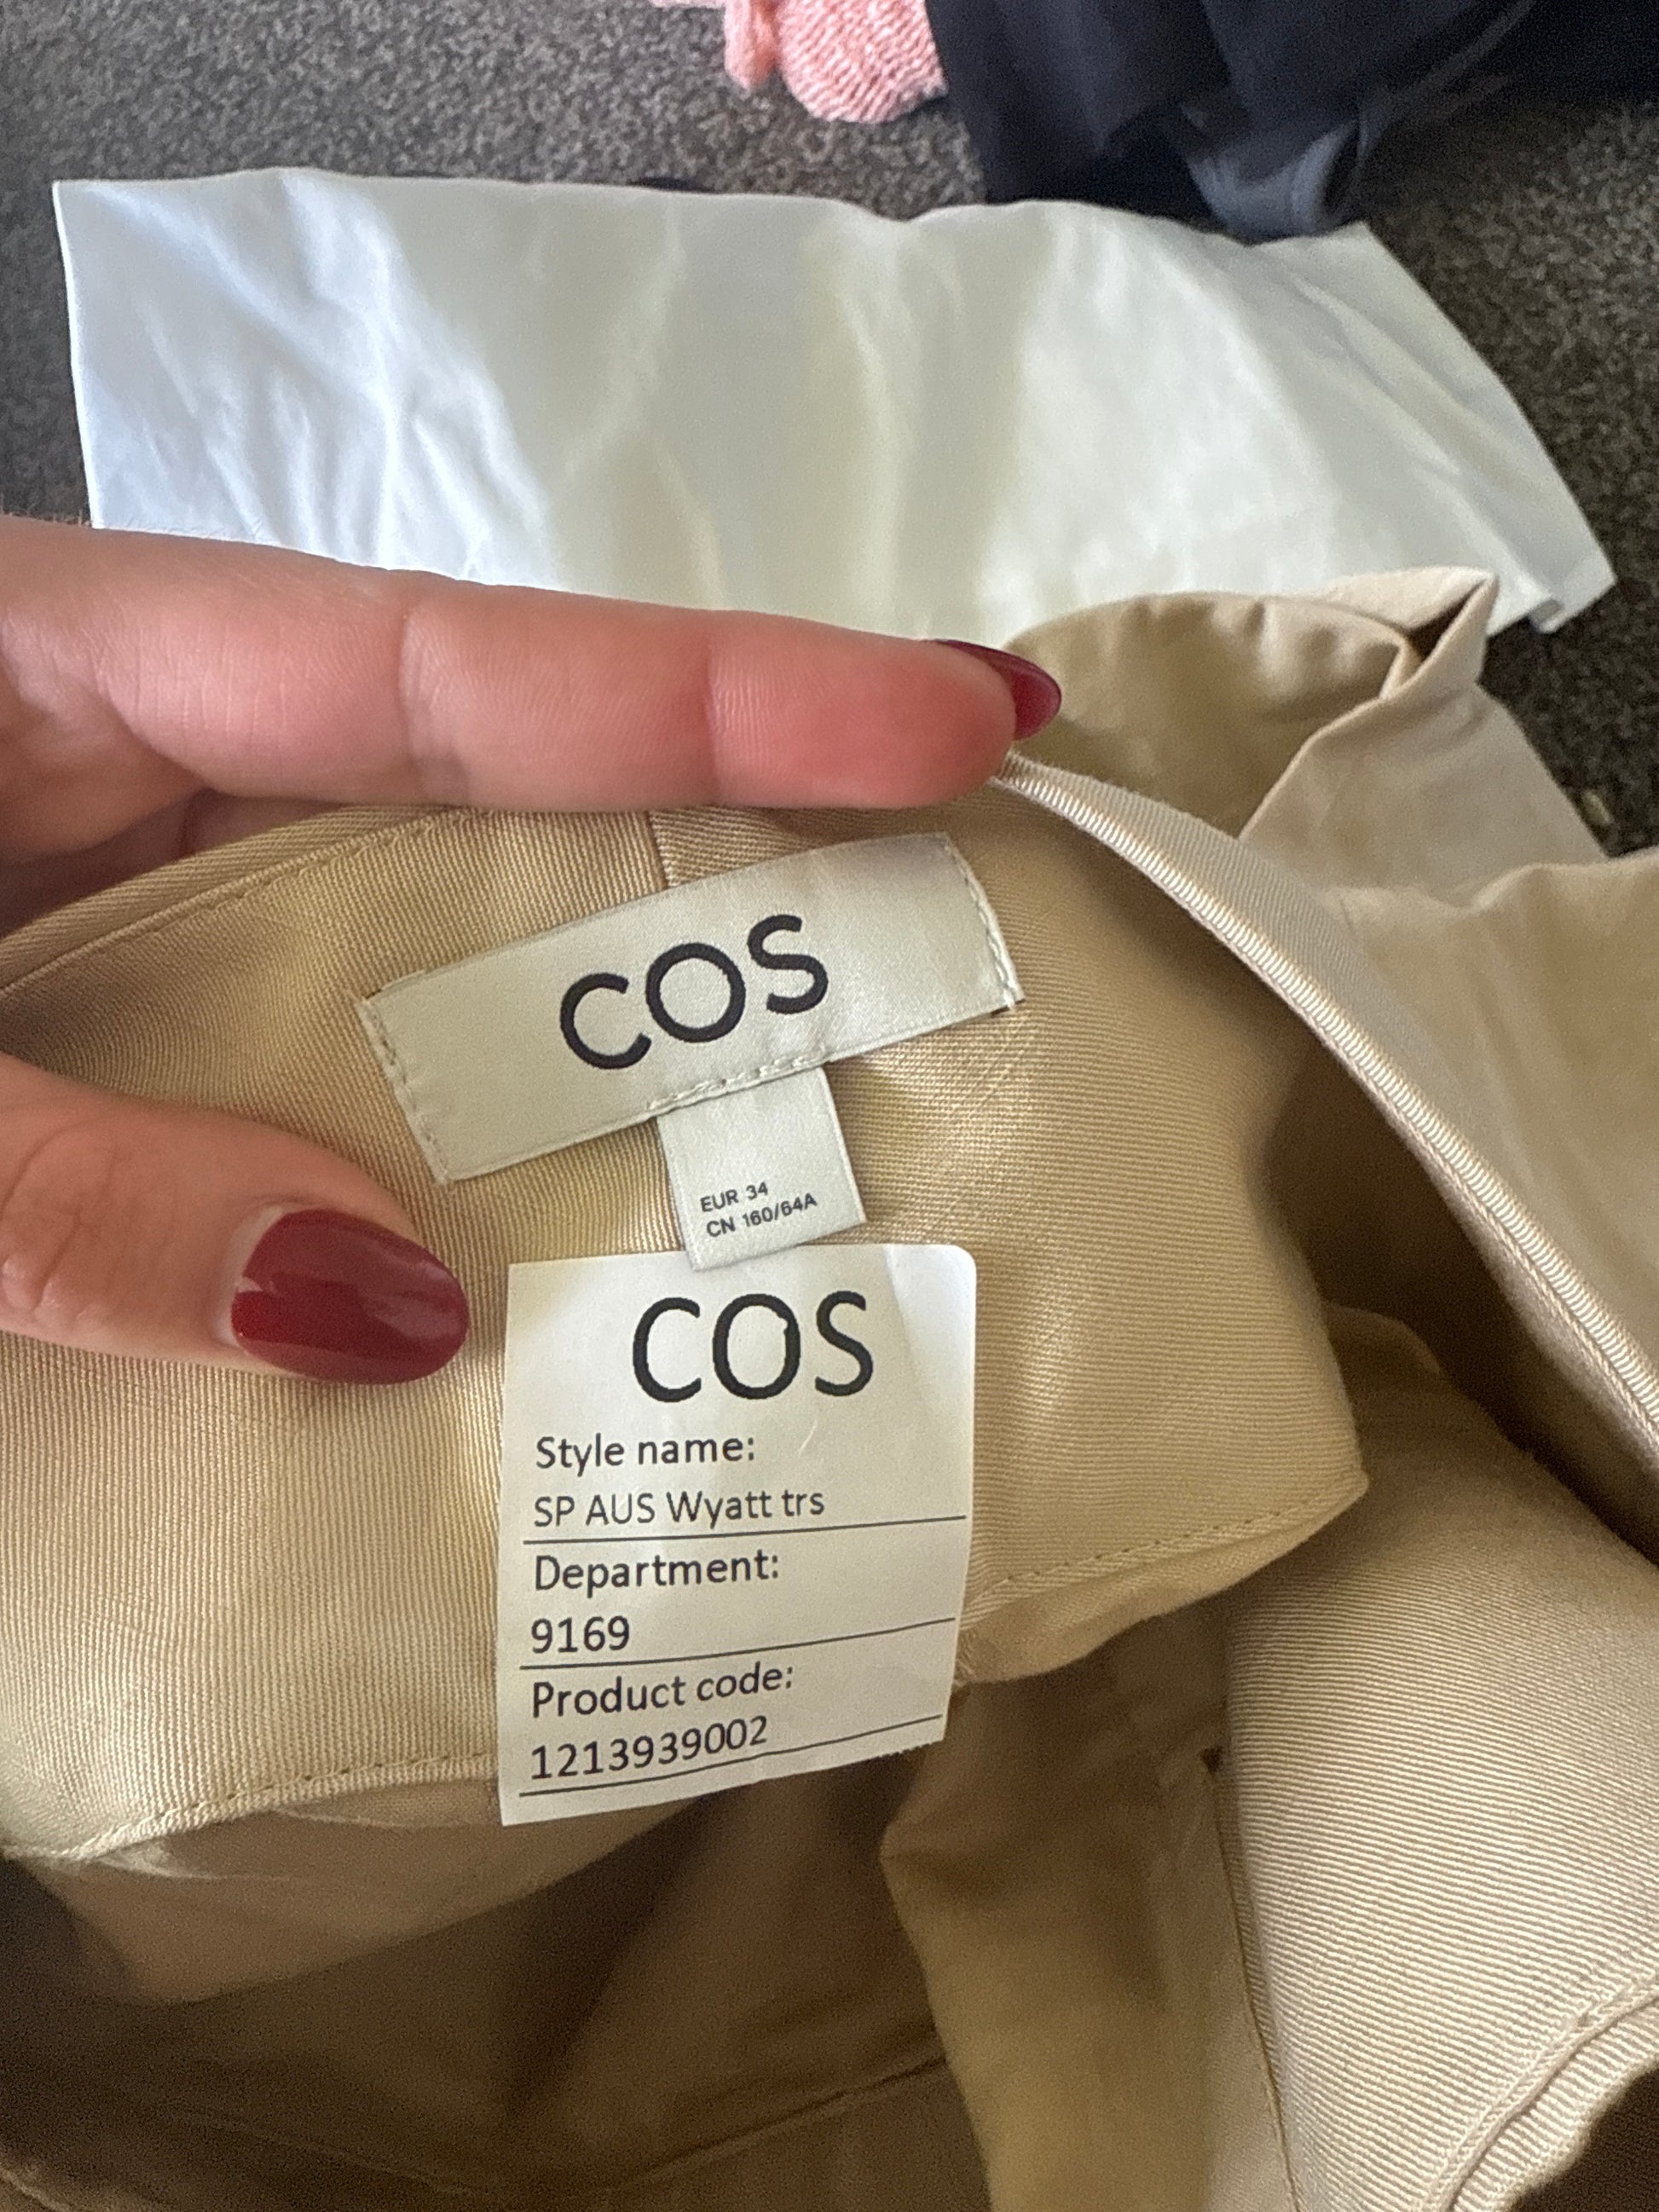 COS
EUR 34
CN 160/64A
COS
Style name:
SP AUS Wyatt trs
Department:
9169
Product code:
1213939002